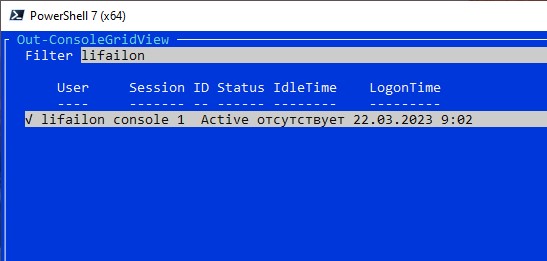 PowerShell 7 (x64)
Out-ConsoleGridView
Filter lifailon
User Session ID Status IdleTime LogonTime
---- ------- -- ------ -------- ---------
√ lifailon console 1 Active отсутствует 22.03.2023 9:02